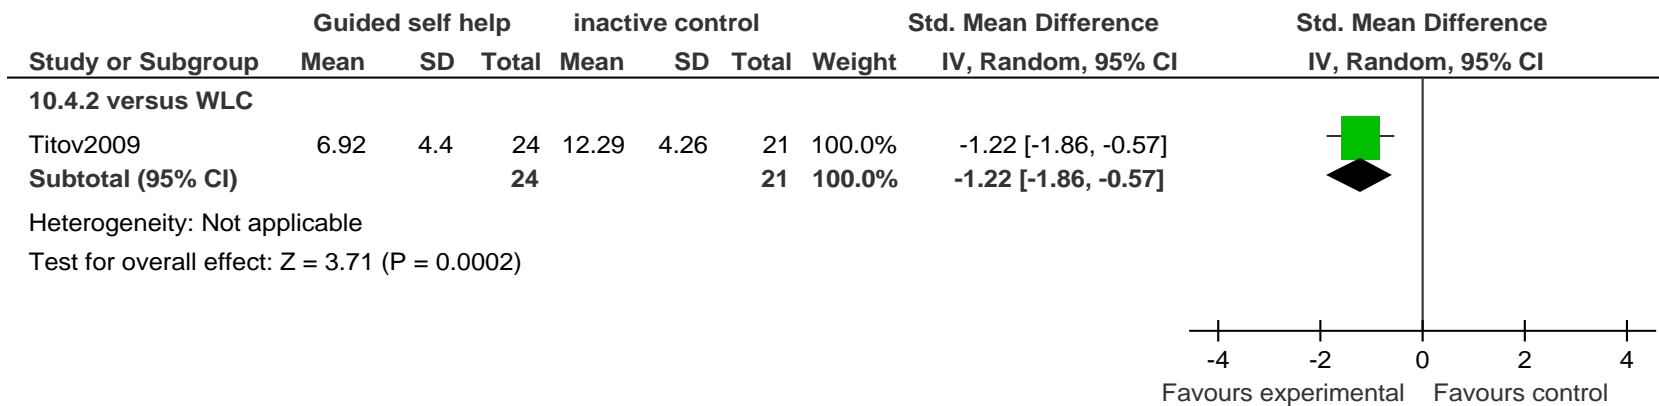 Guided self help inactive control Std. Mean Difference Std. Mean Difference
Study or Subgroup Mean SD Total Mean SD Total Weight IV, Random, 95% CI IV, Random, 95% CI
10.4.2 versus WLC
Titov2009 6.92 4.4 24 12.29 4.26 21 100.0% -1.22 [-1.86, -0.57]
Subtotal (95% CI) 24 21 100.0% -1.22 [-1.86, -0.57]
Heterogeneity: Not applicable
Test for overall effect: Z = 3.71 (P = 0.0002)
-4 -2 0 2 4
Favours experimental Favours control